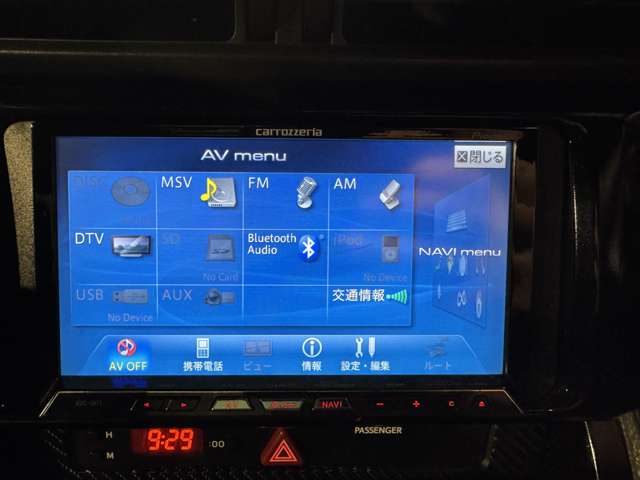 carrozzeria
AV menu
閉じる
DISC
MSV
FM
AM
DTV
SD
No Card
Bluetooth
Audio
iPod
No Device
NAVI menu
USB
No Device
AUX
交通情報
AV OFF
携帯電話
ビュー
情報
設定・編集
ルート
NAVI
H
M
9:29
:00
PASSENGER